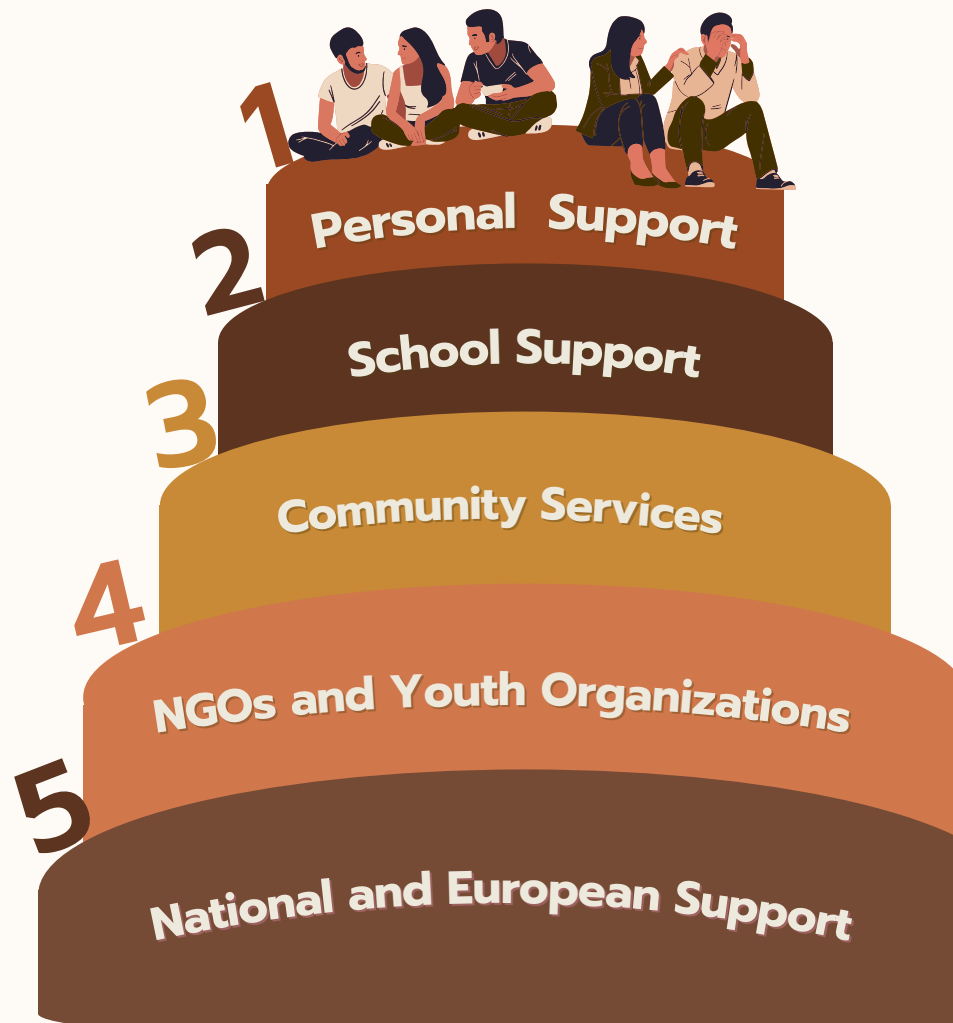 1
Personal Support
2
School Support
3
Community Services
4
NGOs and Youth Organizations
5
National and European Support